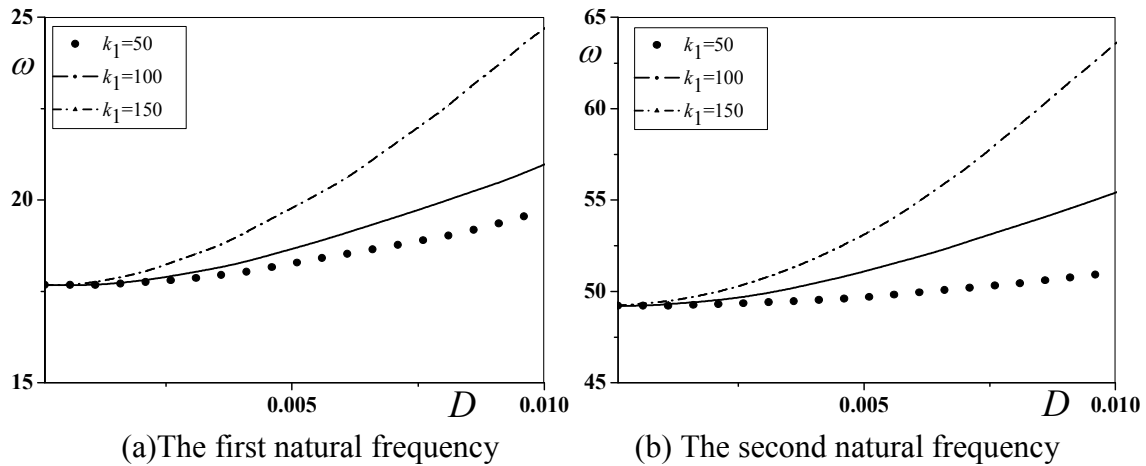 25
ω
k1=50
k1=100
k1=150
20
15
0.005
D
0.010
(a)The first natural frequency
65
ω
k1=50
k1=100
k1=150
60
55
50
45
0.005
D
0.010
(b) The second natural frequency